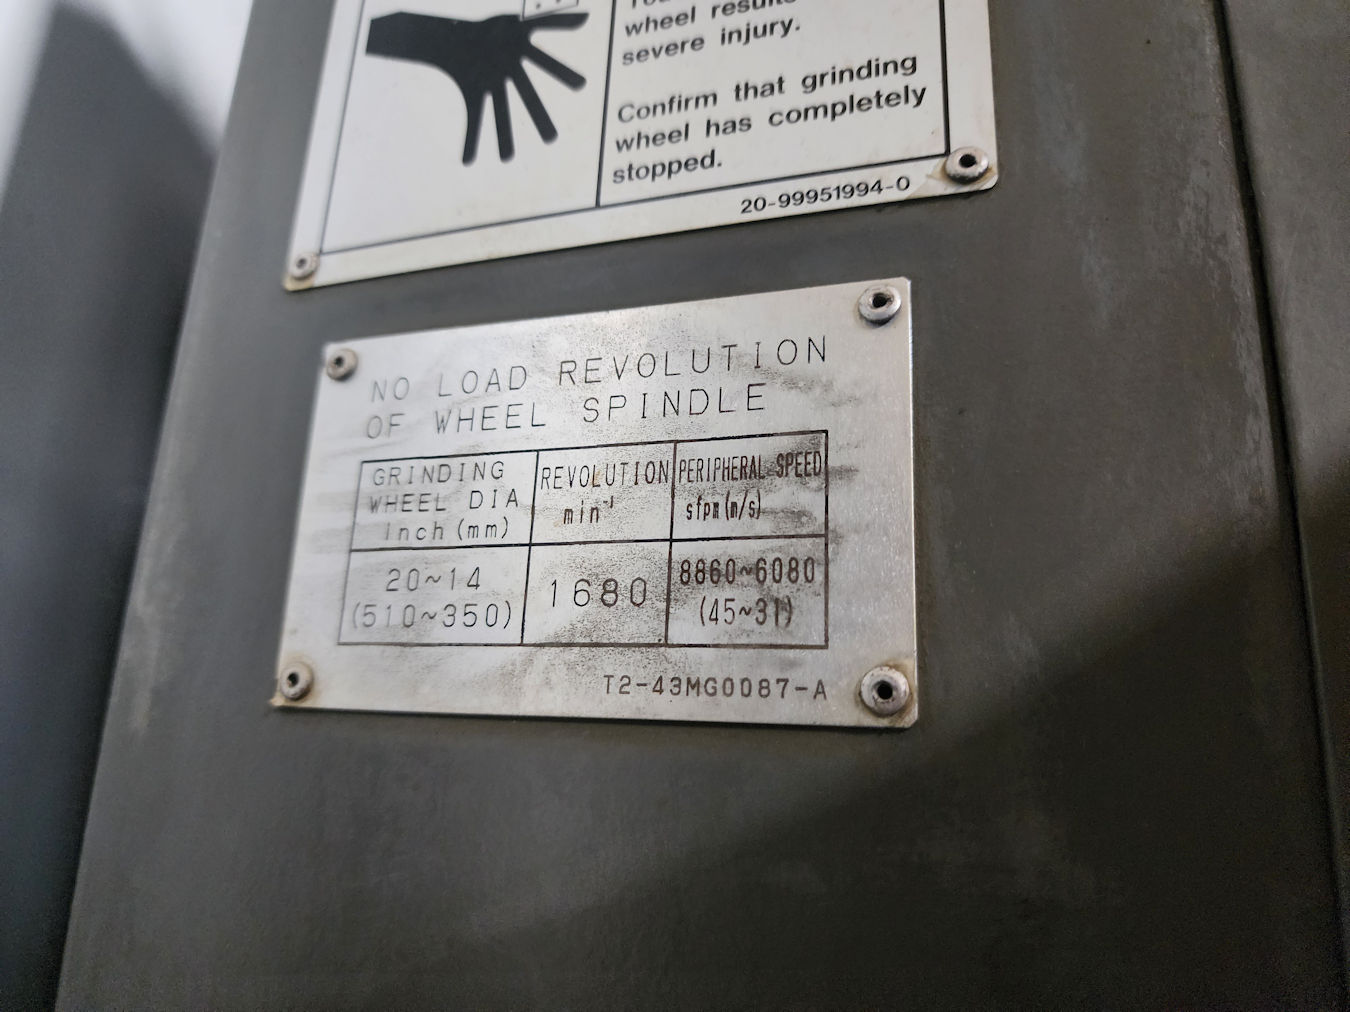 wheel results
severe injury.
Confirm that grinding
wheel has completely
stopped.
20-99951994-0
NO LOAD REVOLUTION
OF WHEEL SPINDLE
GRINDING
WHEEL DIA
inch (mm)
REVOLUTION
min⁻¹
PERIPHERAL SPEED
sfpm (m/s)
20~14
(510~350)
1680
8860~6080
(45~31)
T2-43MG0087-A